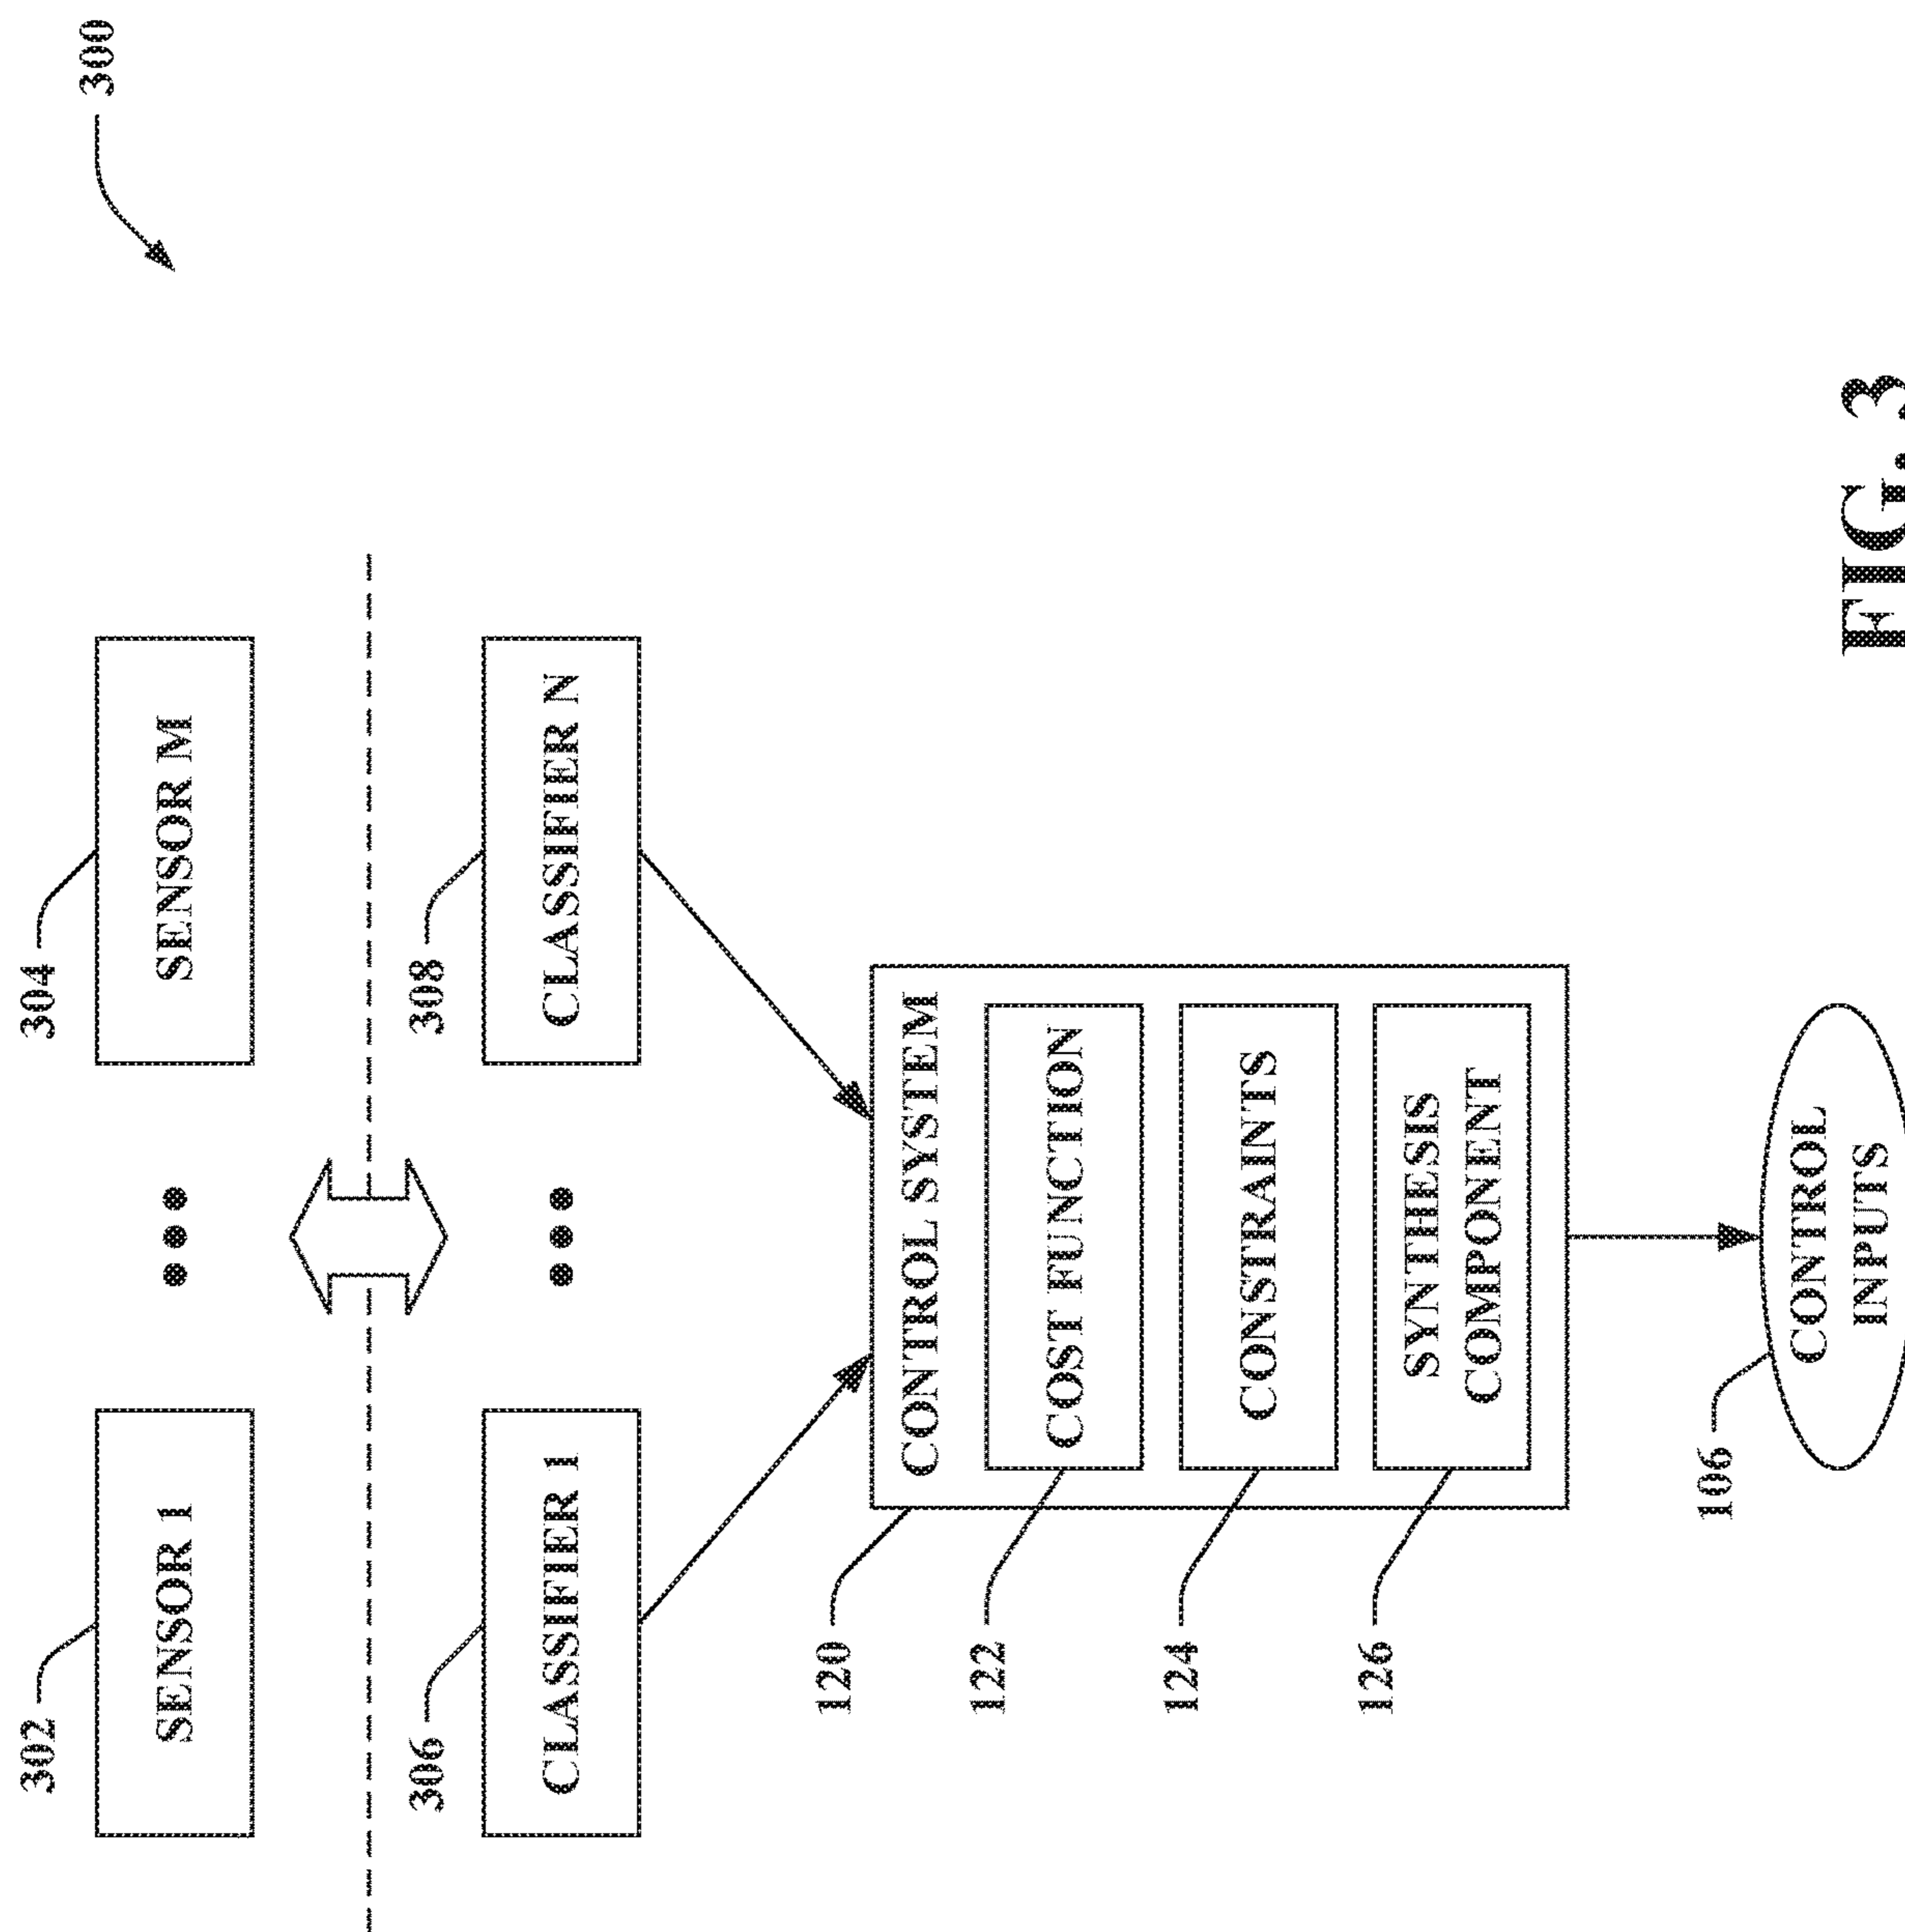 300
302
SENSOR 1
304
SENSOR M
306
CLASSIFIER 1
308
CLASSIFIER N
120
CONTROL SYSTEM
122
COST FUNCTION
124
CONSTRAINTS
126
SYNTHESIS
COMPONENT
106
CONTROL
INPUTS
FIG. 3